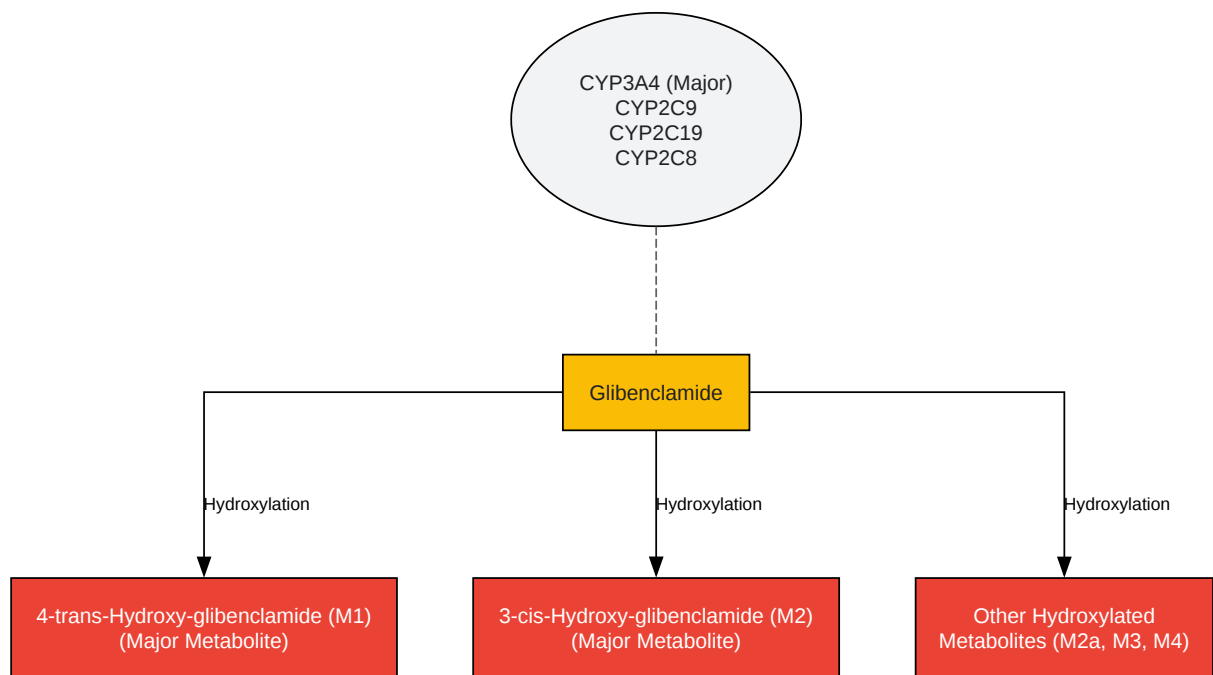 CYP3A4 (Major)
CYP2C9
CYP2C19
CYP2C8
Glibenclamide
Hydroxylation
Hydroxylation
Hydroxylation
4-trans-Hydroxy-glibenclamide (M1)
(Major Metabolite)
3-cis-Hydroxy-glibenclamide (M2)
(Major Metabolite)
Other Hydroxylated
Metabolites (M2a, M3, M4)